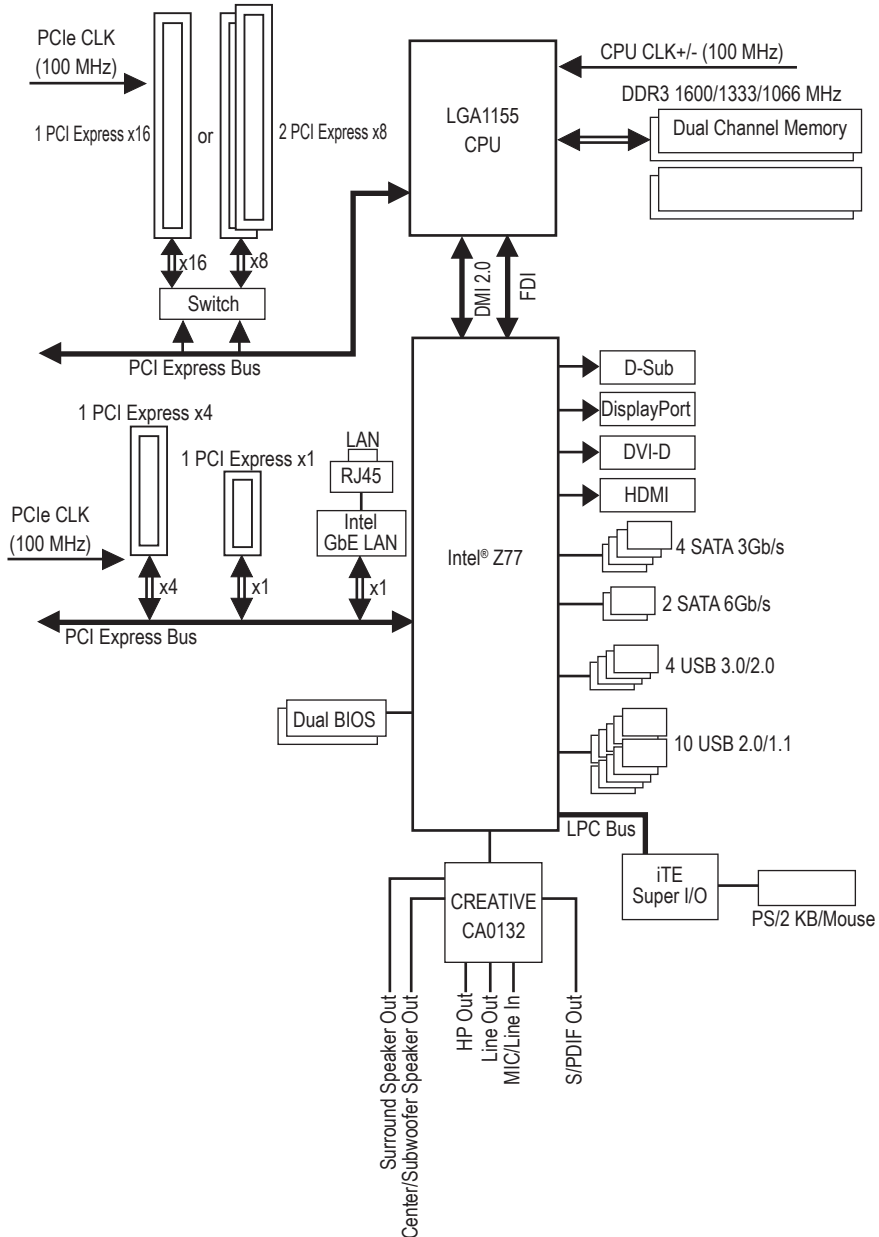 PCIe CLK
(100 MHz)
1 PCI Express x16
or
2 PCI Express x8
x16
x8
Switch
PCI Express Bus
LGA1155
CPU
CPU CLK+/- (100 MHz)
DDR3 1600/1333/1066 MHz
Dual Channel Memory
DMI 2.0
FDI
1 PCI Express x4
1 PCI Express x1
LAN
RJ45
Intel
GbE LAN
PCIe CLK
(100 MHz)
x4
x1
x1
PCI Express Bus
Intel® Z77
D-Sub
DisplayPort
DVI-D
HDMI
4 SATA 3Gb/s
2 SATA 6Gb/s
4 USB 3.0/2.0
10 USB 2.0/1.1
Dual BIOS
LPC Bus
iTE
Super I/O
PS/2 KB/Mouse
CREATIVE
CA0132
Surround Speaker Out
Center/Subwoofer Speaker Out
HP Out
Line Out
MIC/Line In
S/PDIF Out